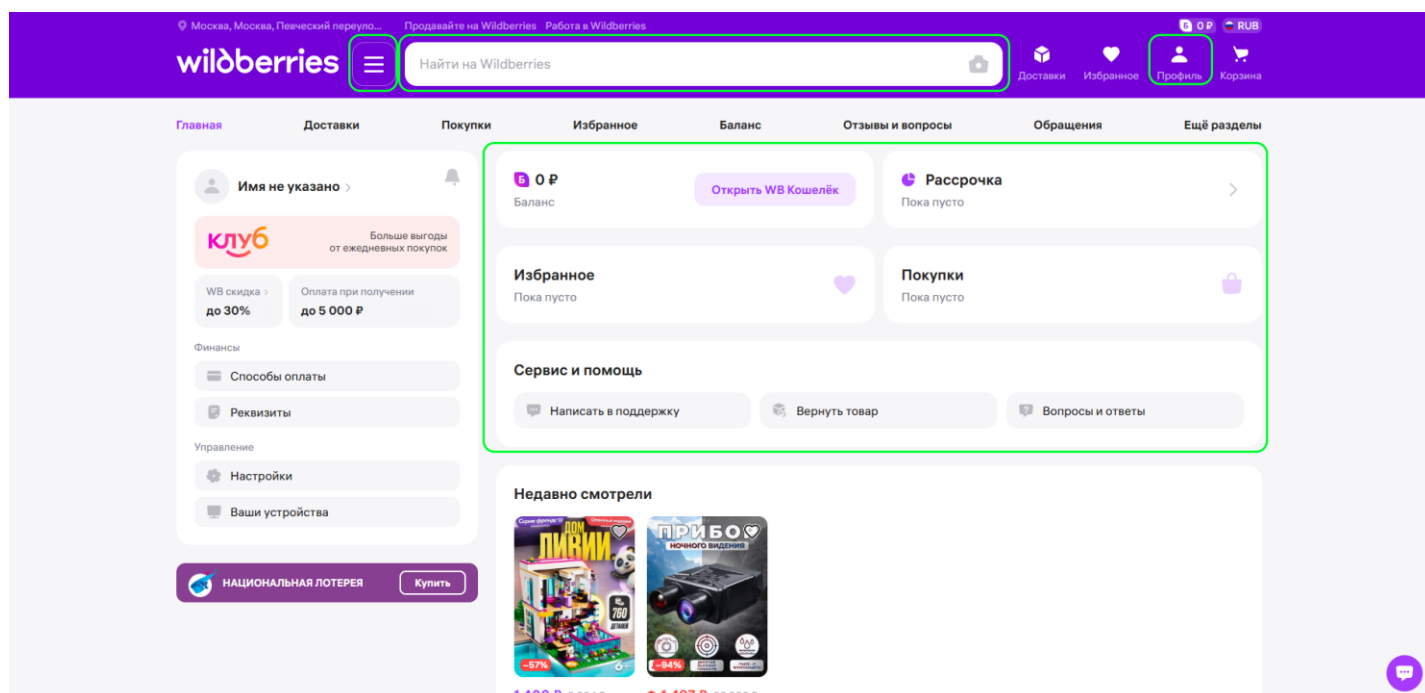 Москва, Москва, Певческий переуло... Продавайте на Wildberries Работа в Wildberries Б 0 ₽ RUB
wildberries Найти на Wildberries Доставки Избранное Профиль Корзина
Главная Доставки Покупки Избранное Баланс Отзывы и вопросы Обращения Ещё разделы
Имя не указано
клуб Больше выгоды
от ежедневных покупок
WB скидка Оплата при получении
до 30% до 5 000 ₽
Финансы
Способы оплаты
Реквизиты
Управление
Настройки
Ваши устройства
НАЦИОНАЛЬНАЯ ЛОТЕРЕЯ Купить
Б 0 ₽ Открыть WB Кошелёк
Баланс
Рассрочка
Пока пусто
Избранное
Пока пусто
Покупки
Пока пусто
Сервис и помощь
Написать в поддержку Вернуть товар Вопросы и ответы
Недавно смотрели
ДОМ
ЛИВИИ
760
ДЕТАЛЕЙ
-57% 6+
ПРИБОР
НОЧНОГО ВИДЕНИЯ
-94%